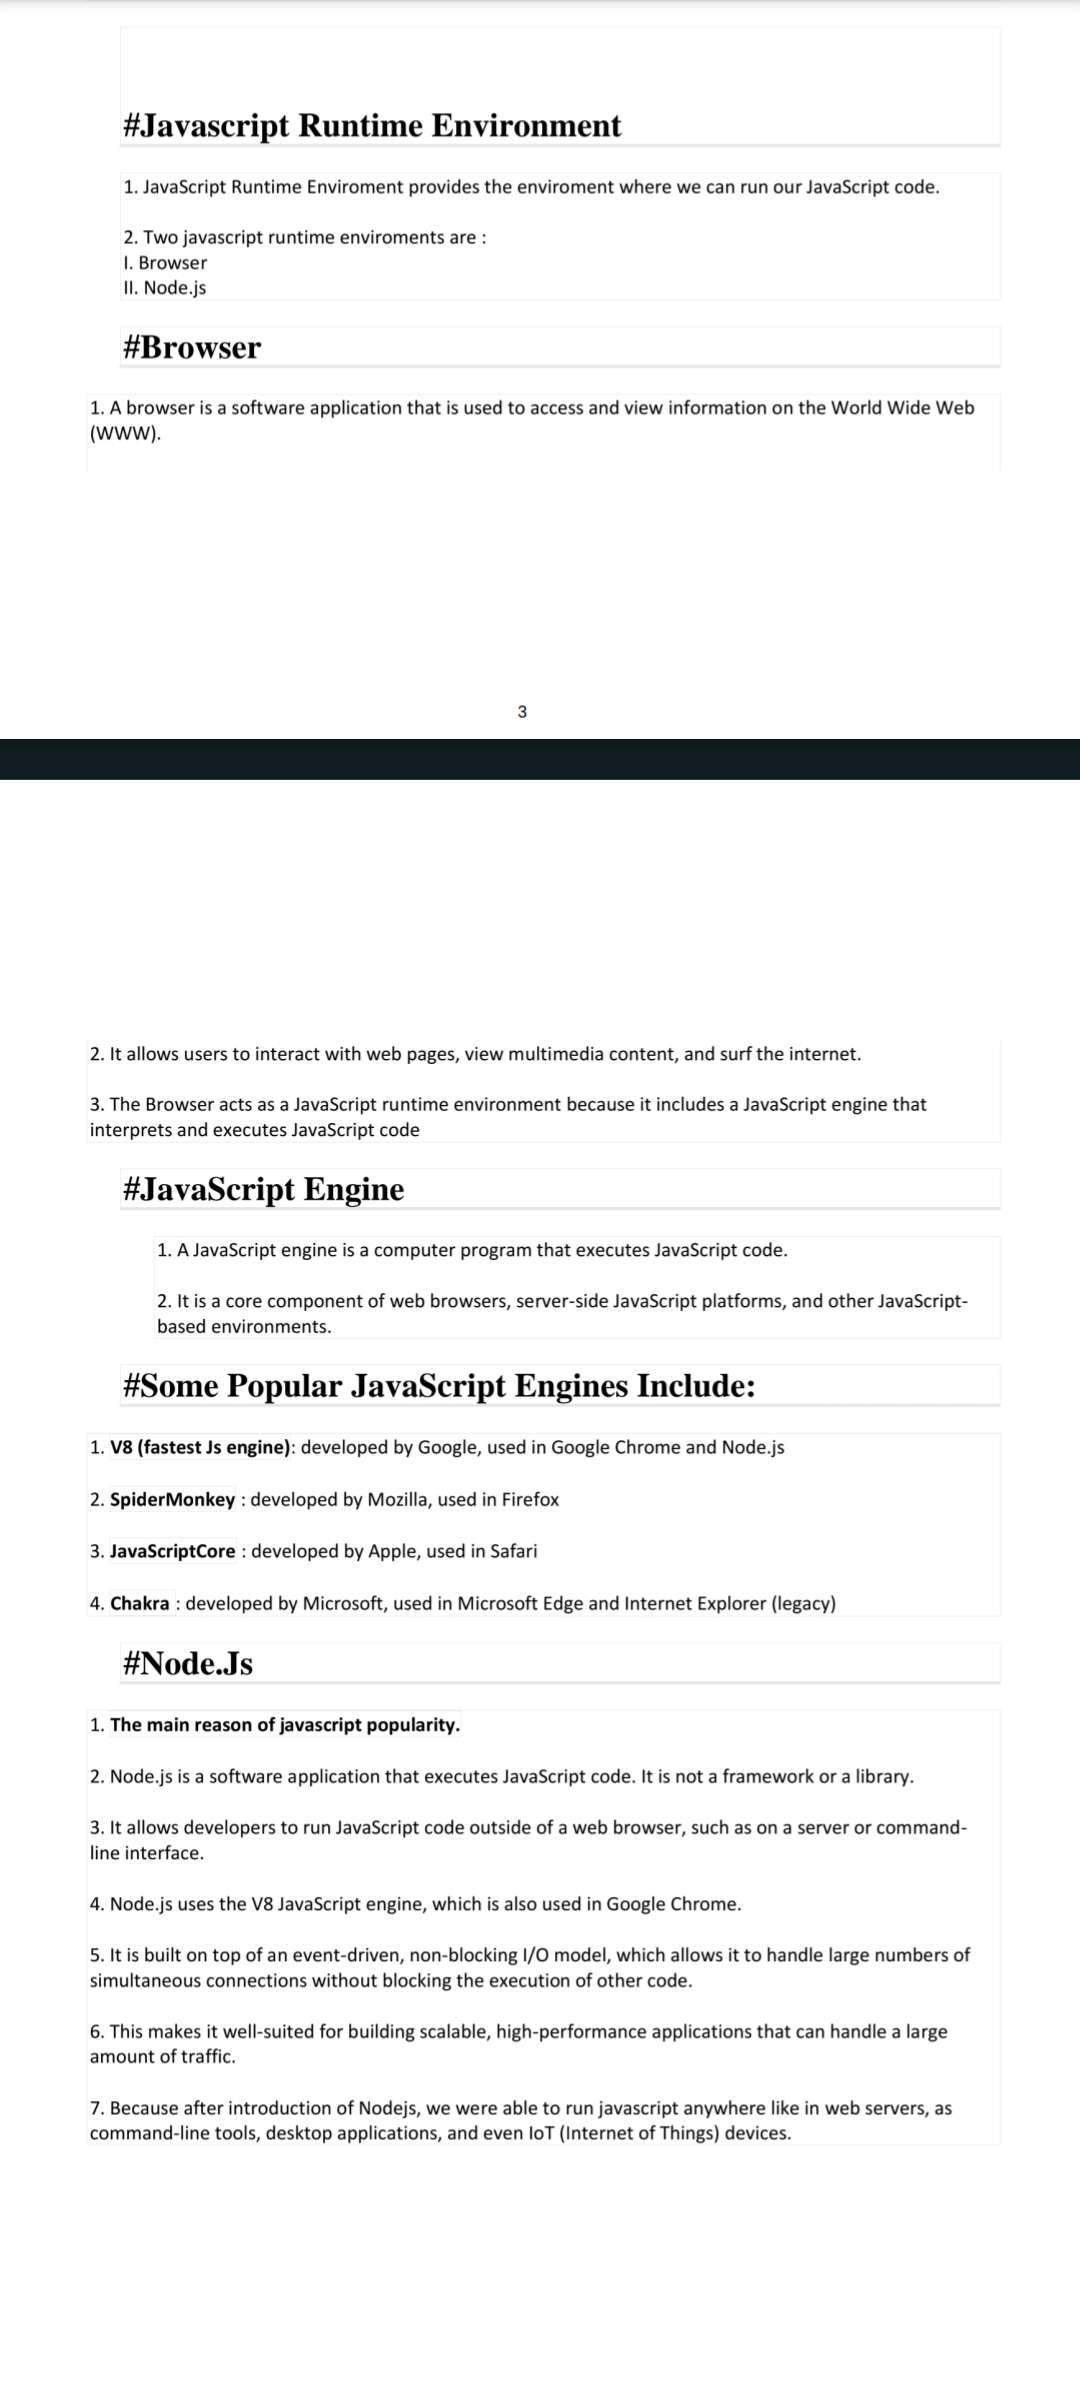 #Javascript Runtime Environment
1. JavaScript Runtime Enviroment provides the enviroment where we can run our JavaScript code.
2. Two javascript runtime enviroments are :
I. Browser
II. Node.js
#Browser
1. A browser is a software application that is used to access and view information on the World Wide Web
(WWW).
3
2. It allows users to interact with web pages, view multimedia content, and surf the internet.
3. The Browser acts as a JavaScript runtime environment because it includes a JavaScript engine that
interprets and executes JavaScript code
#JavaScript Engine
1. A JavaScript engine is a computer program that executes JavaScript code.
2. It is a core component of web browsers, server-side JavaScript platforms, and other JavaScript-
based environments.
#Some Popular JavaScript Engines Include:
1. V8 (fastest Js engine): developed by Google, used in Google Chrome and Node.js
2. SpiderMonkey : developed by Mozilla, used in Firefox
3. JavaScriptCore : developed by Apple, used in Safari
4. Chakra : developed by Microsoft, used in Microsoft Edge and Internet Explorer (legacy)
#Node.Js
1. The main reason of javascript popularity.
2. Node.js is a software application that executes JavaScript code. It is not a framework or a library.
3. It allows developers to run JavaScript code outside of a web browser, such as on a server or command-
line interface.
4. Node.js uses the V8 JavaScript engine, which is also used in Google Chrome.
5. It is built on top of an event-driven, non-blocking I/O model, which allows it to handle large numbers of
simultaneous connections without blocking the execution of other code.
6. This makes it well-suited for building scalable, high-performance applications that can handle a large
amount of traffic.
7. Because after introduction of Nodejs, we were able to run javascript anywhere like in web servers, as
command-line tools, desktop applications, and even IoT (Internet of Things) devices.